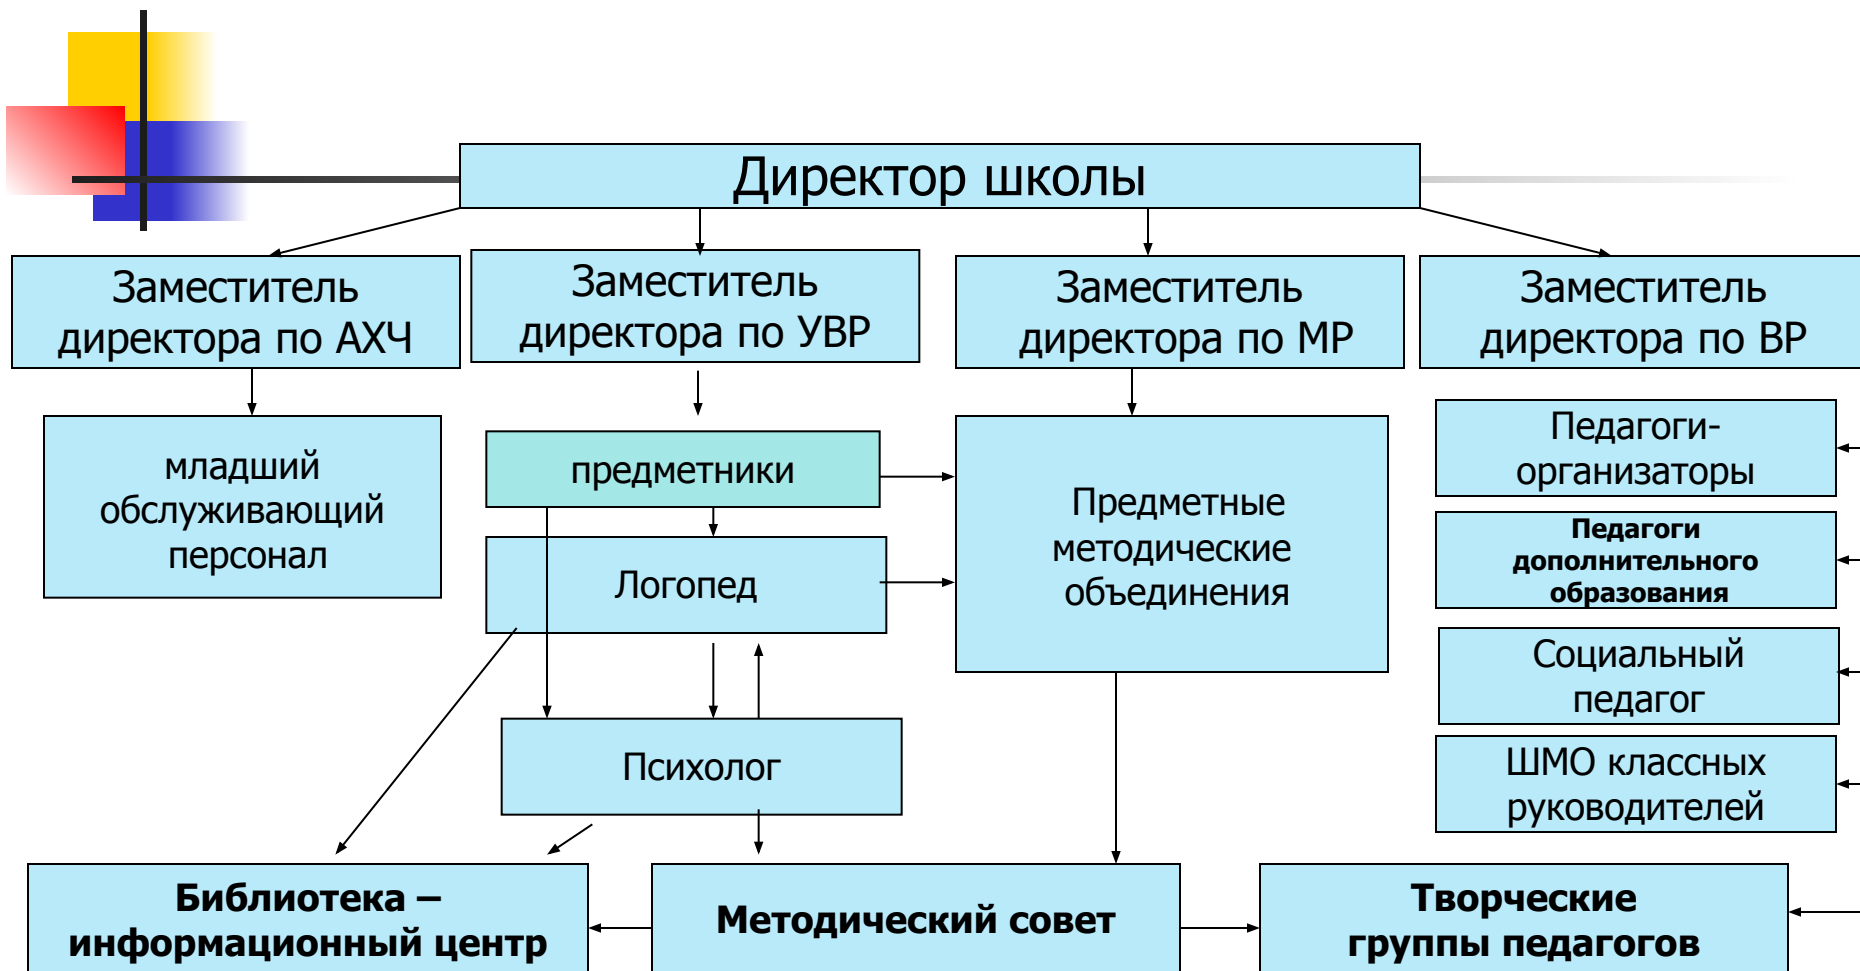 Директор школы
Заместитель
директора по АХЧ
Заместитель
директора по УВР
Заместитель
директора по МР
Заместитель
директора по ВР
младший
обслуживающий
персонал
предметники
Логопед
Психолог
Предметные
методические
объединения
Педагоги-
организаторы
Педагоги
дополнительного
образования
Социальный
педагог
ШМО классных
руководителей
Библиотека –
информационный центр
Методический совет
Творческие
группы педагогов